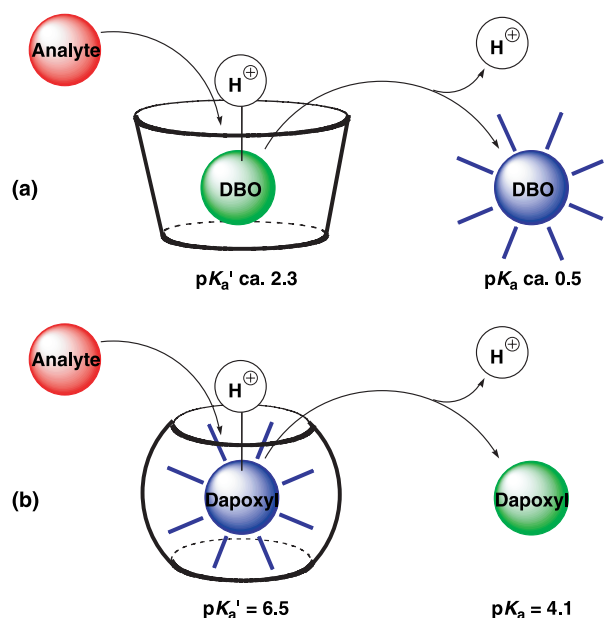 Analyte
H⊕
H⊕
DBO
DBO
(a)
pKa' ca. 2.3
pKa ca. 0.5
Analyte
H⊕
H⊕
Dapoxyl
Dapoxyl
(b)
pKa' = 6.5
pKa = 4.1